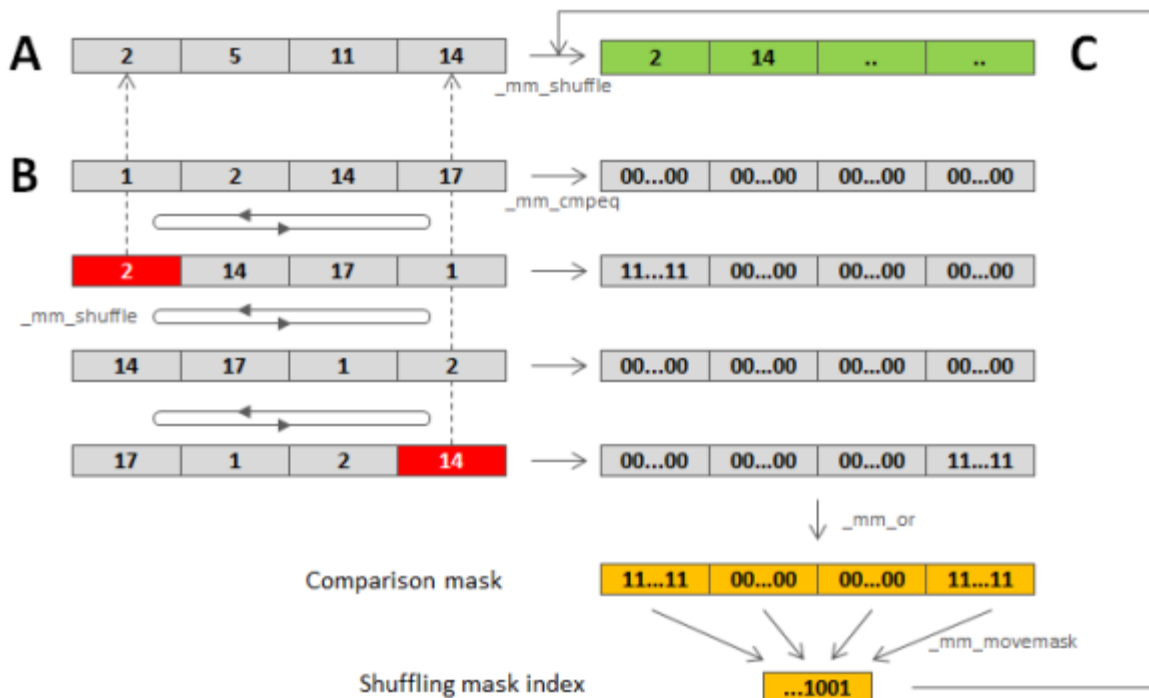 A 2 5 11 14 2 14 .. .. C
_mm_shuffle
B 1 2 14 17 00...00 00...00 00...00 00...00
_mm_cmpeq
2 14 17 1 11...11 00...00 00...00 00...00
_mm_shuffle
14 17 1 2 00...00 00...00 00...00 00...00
17 1 2 14 00...00 00...00 00...00 11...11
_mm_or
Comparison mask 11...11 00...00 00...00 11...11
_mm_movemask
Shuffling mask index ...1001